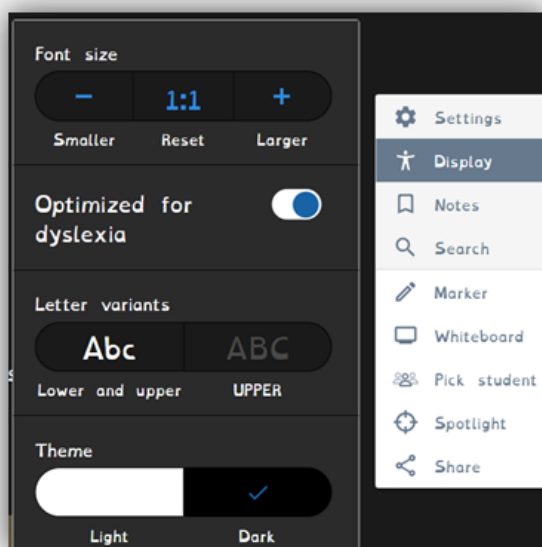 Font size
1:1
Smaller Reset Larger
Optimized for
dyslexia
Letter variants
Abc ABC
Lower and upper UPPER
Theme
Light Dark
Settings
Display
Notes
Search
Marker
Whiteboard
Pick student
Spotlight
Share